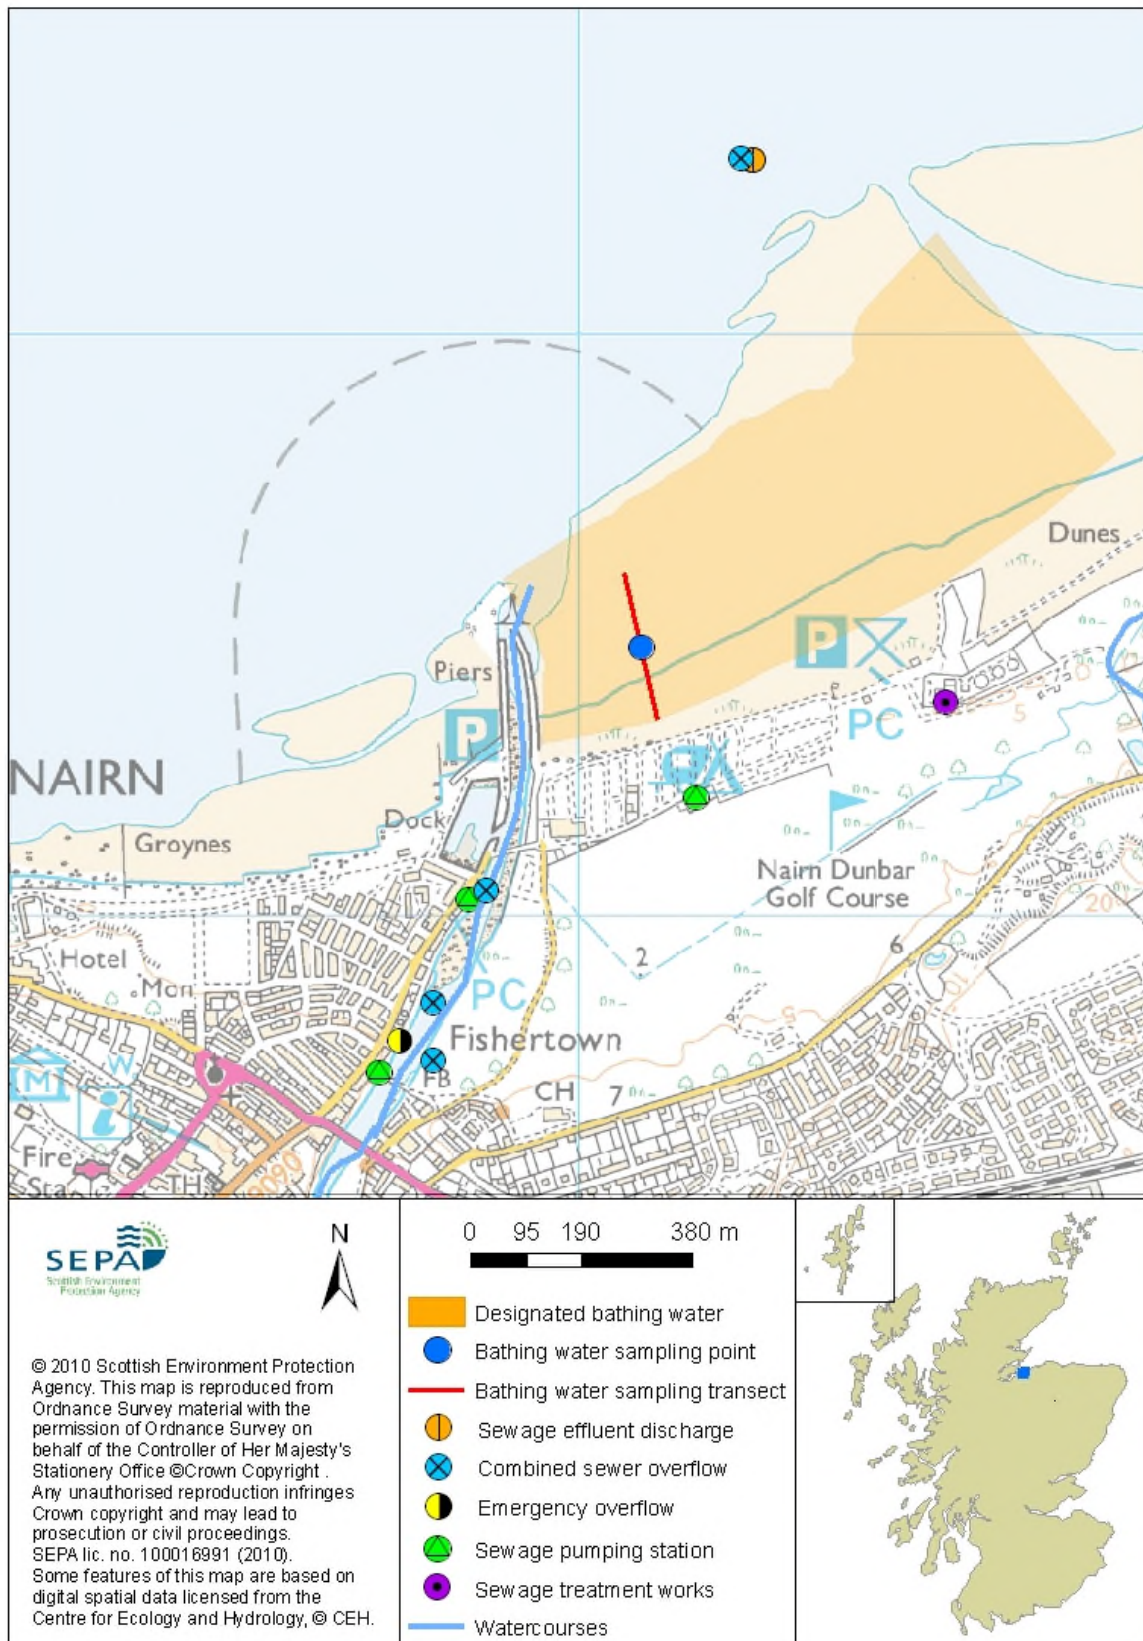 Dunes
Piers
P
P
PC
NAIRN
Dock
Groynes
5
Nairn Dunbar
Golf Course
20
2
6
Hotel
Mon
PC
5
Fishertown
W
M
i
FB
CH
7
Fire
Sta
TH
SEPA
Scottish Environment
Protection Agency
N
© 2010 Scottish Environment Protection
Agency. This map is reproduced from
Ordnance Survey material with the
permission of Ordnance Survey on
behalf of the Controller of Her Majesty's
Stationery Office ©Crown Copyright .
Any unauthorised reproduction infringes
Crown copyright and may lead to
prosecution or civil proceedings.
SEPA lic. no. 100016991 (2010).
Some features of this map are based on
digital spatial data licensed from the
Centre for Ecology and Hydrology, © CEH.
0 95 190 380 m
Designated bathing water
Bathing water sampling point
Bathing water sampling transect
Sewage effluent discharge
Combined sewer overflow
Emergency overflow
Sewage pumping station
Sewage treatment works
Watercourses